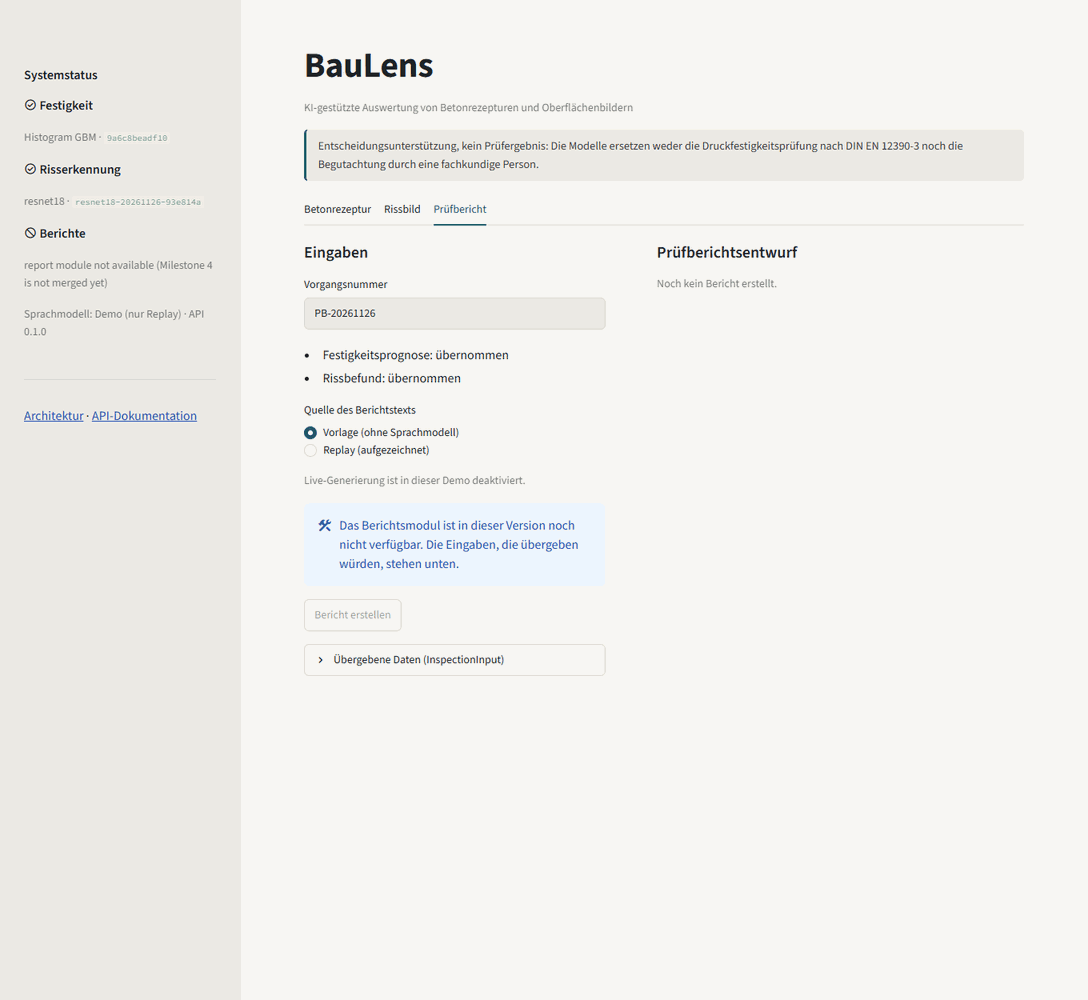 Systemstatus
Festigkeit
Histogram GBM · 9a6c8beadf10
Risserkennung
resnet18 · resnet18-20261126-93e814a
Berichte
report module not available (Milestone 4
is not merged yet)
Sprachmodell: Demo (nur Replay) · API
0.1.0
Architektur · API-Dokumentation
BauLens
KI-gestützte Auswertung von Betonrezepturen und Oberflächenbildern
Entscheidungsunterstützung, kein Prüfergebnis: Die Modelle ersetzen weder die Druckfestigkeitsprüfung nach DIN EN 12390-3 noch die
Begutachtung durch eine fachkundige Person.
Betonrezeptur Rissbild Prüfbericht
Eingaben
Vorgangsnummer
PB-20261126
• Festigkeitsprognose: übernommen
• Rissbefund: übernommen
Quelle des Berichtstexts
Vorlage (ohne Sprachmodell)
Replay (aufgezeichnet)
Live-Generierung ist in dieser Demo deaktiviert.
Das Berichtsmodul ist in dieser Version noch
nicht verfügbar. Die Eingaben, die übergeben
würden, stehen unten.
Bericht erstellen
Übergebene Daten (InspectionInput)
Prüfberichtsentwurf
Noch kein Bericht erstellt.